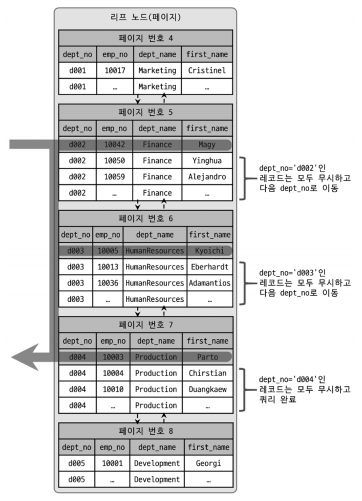 리프 노드(페이지)
페이지 번호 4
dept_no emp_no dept_name first_name
d001 10017 Marketing Cristinel
d001 … Marketing …
페이지 번호 5
dept_no emp_no dept_name first_name
d002 10042 Finance Magy
d002 10050 Finance Yinghua
d002 10059 Finance Alejandro
d002 … Finance …
dept_no='d002'인
레코드는 모두 무시하고
다음 dept_no로 이동
페이지 번호 6
dept_no emp_no dept_name first_name
d003 10005 HumanResources Kyoichi
d003 10013 HumanResources Eberhardt
d003 10036 HumanResources Adamantios
d003 … HumanResources …
dept_no='d003'인
레코드는 모두 무시하고
다음 dept_no로 이동
페이지 번호 7
dept_no emp_no dept_name first_name
d004 10003 Production Parto
d004 10004 Production Chirstian
d004 10010 Production Duangkaew
d004 … Production …
dept_no='d004'인
레코드는 모두 무시하고
쿼리 완료
페이지 번호 8
dept_no emp_no dept_name first_name
d005 10001 Development Georgi
d005 … Development …